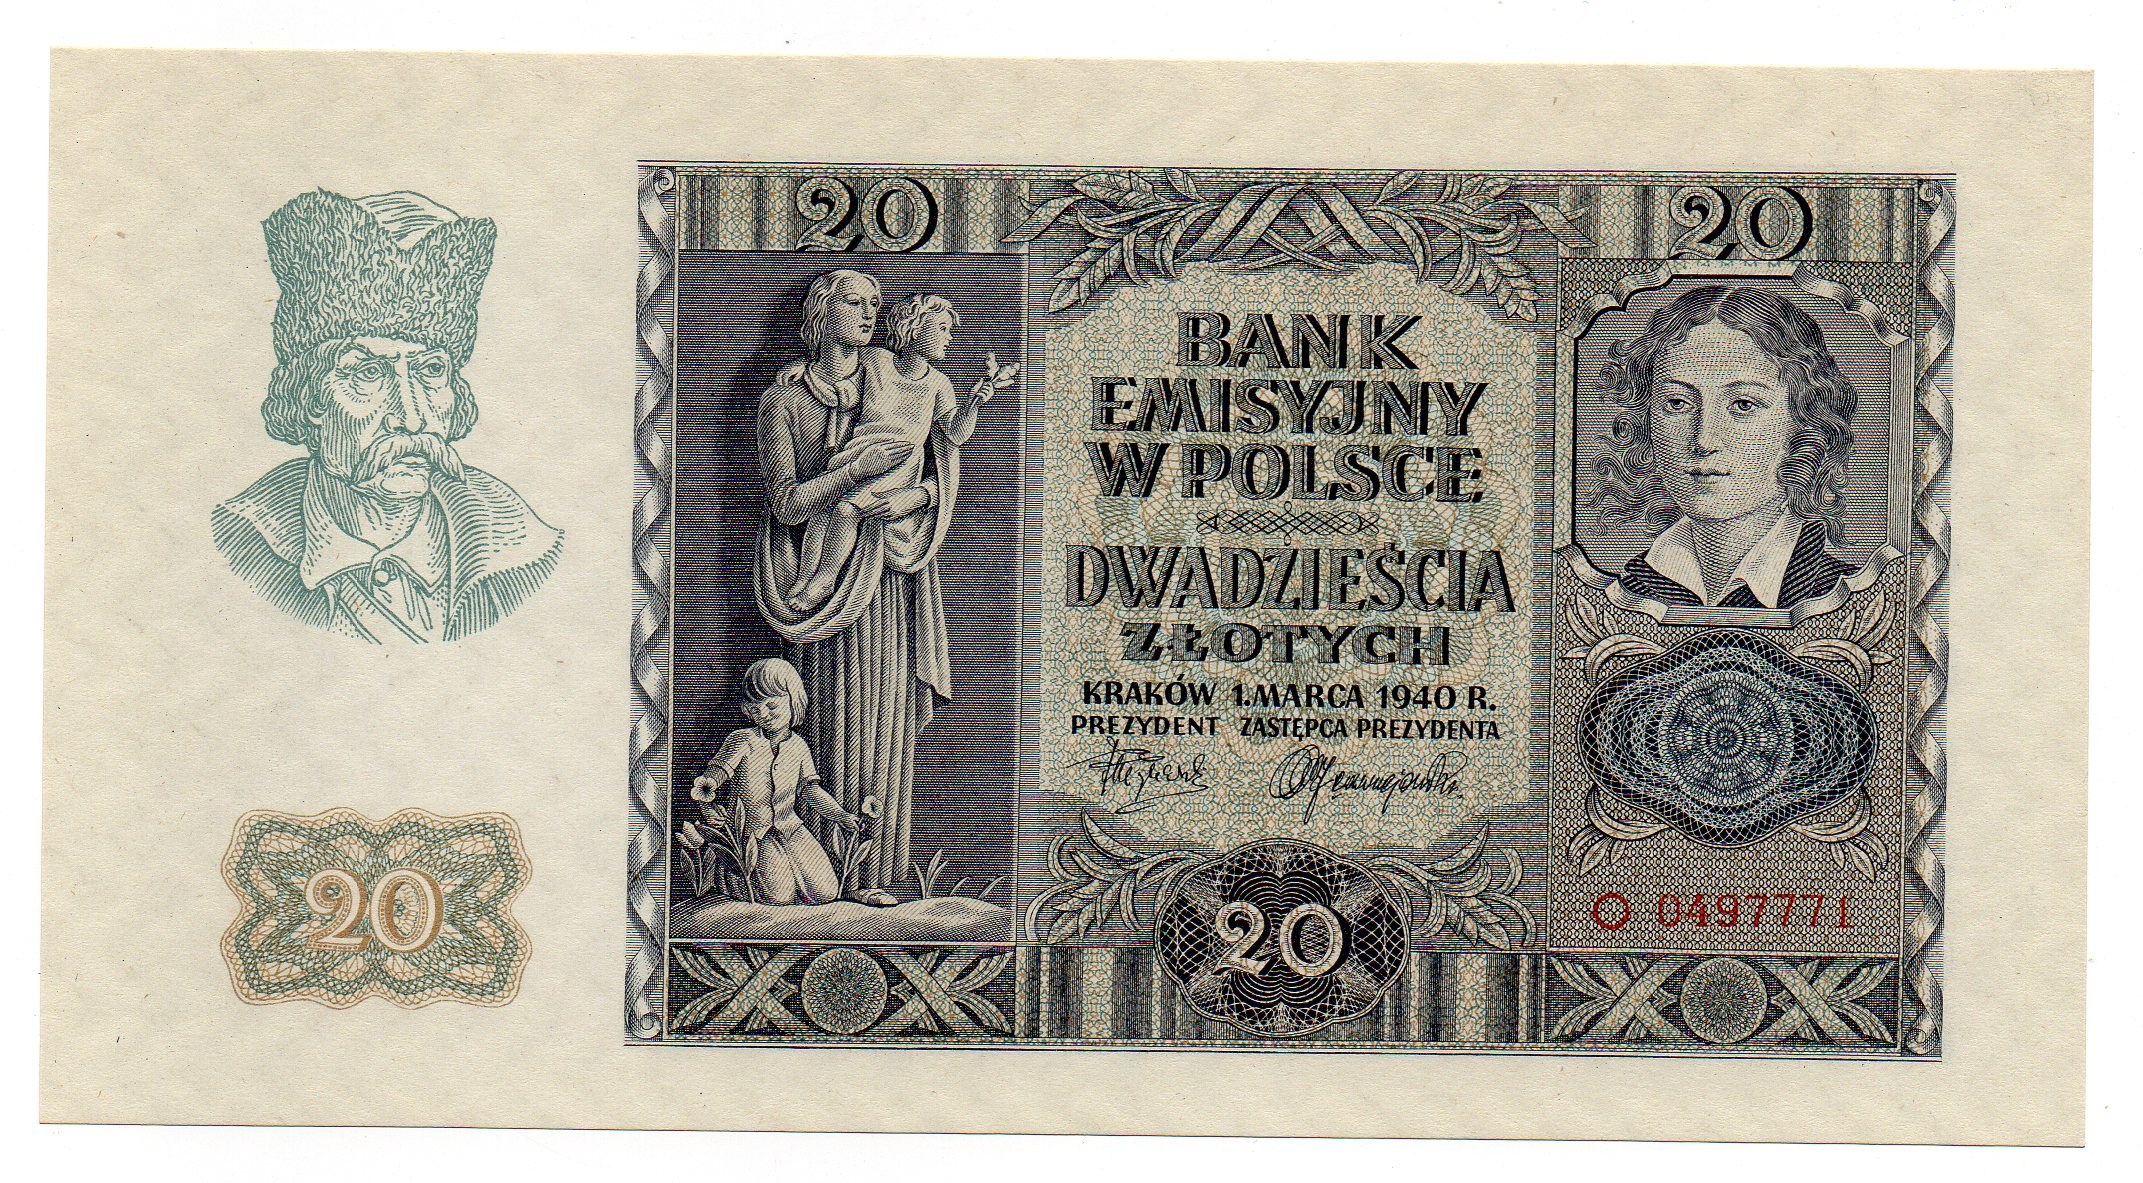 20
20
BANK
EMISYJNY
W POLSCE
DWADZIEŚCIA
ZŁOTYCH
KRAKÓW 1. MARCA 1940 R.
PREZYDENT ZASTĘPCA PREZYDENTA
20
20
O 0497771